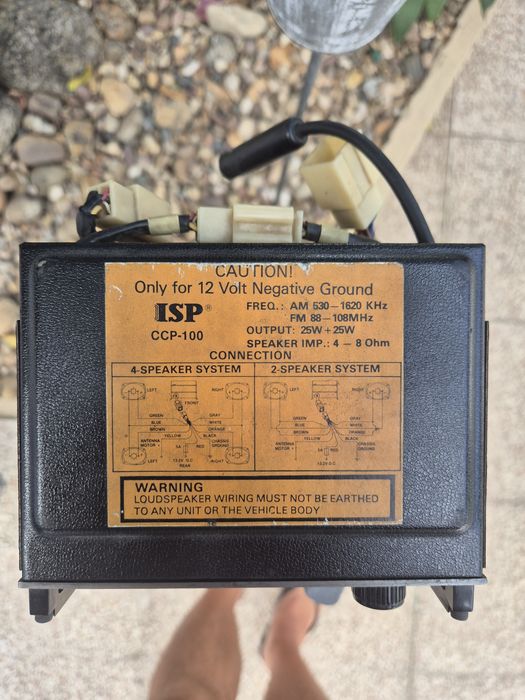 CAUTION!
Only for 12 Volt Negative Ground
ISP®
CCP-100
FREQ.: AM 530-1620 KHz
FM 88-108MHz
OUTPUT: 25W+25W
SPEAKER IMP.: 4 - 8 Ohm
CONNECTION
4-SPEAKER SYSTEM
LEFT RIGHT
FRONT
GREEN GRAY
BLUE WHITE
BROWN ORANGE
YELLOW BLACK
ANTENNA MOTOR
CHASSIS GROUND
RED
13.2V D.C
LEFT REAR RIGHT
2-SPEAKER SYSTEM
LEFT RIGHT
GREEN GRAY
BLUE WHITE
BROWN ORANGE
YELLOW BLACK
ANTENNA MOTOR
CHASSIS GROUND
RED
13.2V D.C
WARNING
LOUDSPEAKER WIRING MUST NOT BE EARTHED
TO ANY UNIT OR THE VEHICLE BODY